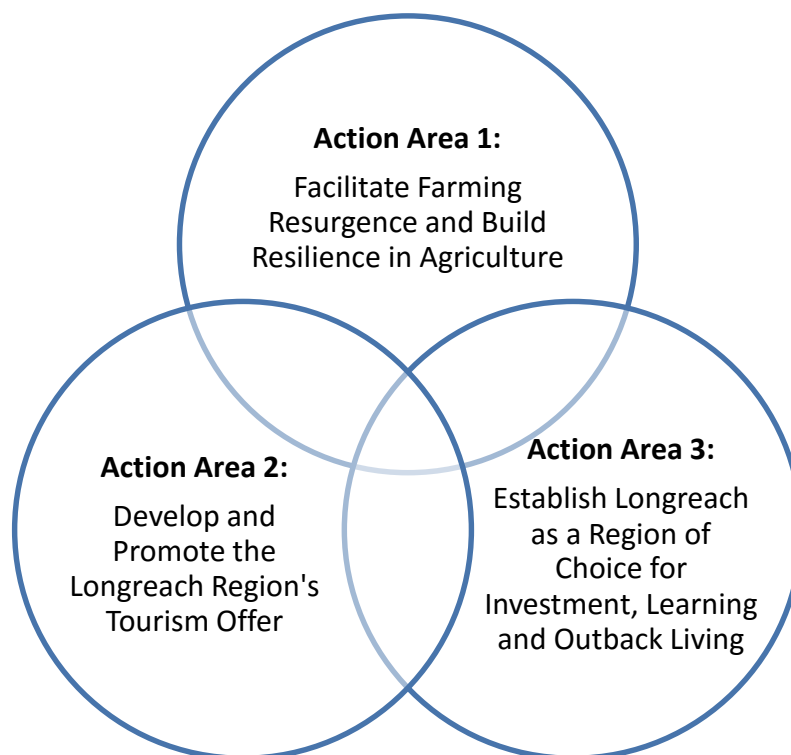 Action Area 1:
Facilitate Farming
Resurgence and Build
Resilience in Agriculture
Action Area 2:
Develop and
Promote the
Longreach Region's
Tourism Offer
Action Area 3:
Establish Longreach
as a Region of
Choice for
Investment, Learning
and Outback Living